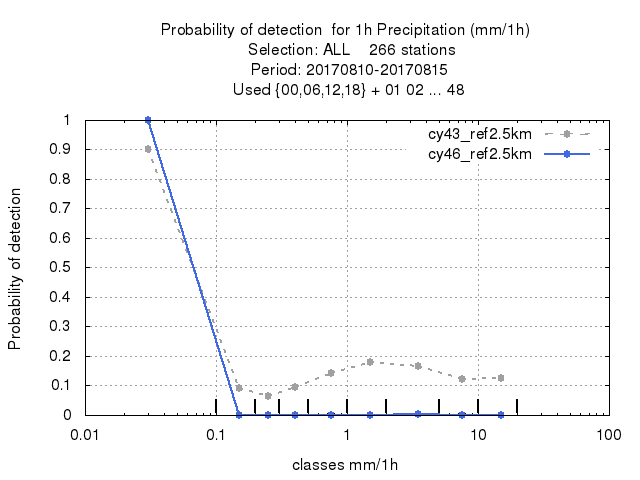 Probability of detection  for 1h Precipitation (mm/1h)
Selection: ALL    266 stations
Period: 20170810-20170815
Used {00,06,12,18} + 01 02 ... 48
cy43_ref2.5km
cy46_ref2.5km
Probability of detection
1
0.9
0.8
0.7
0.6
0.5
0.4
0.3
0.2
0.1
0
0.01 0.1 1 10 100
classes mm/1h